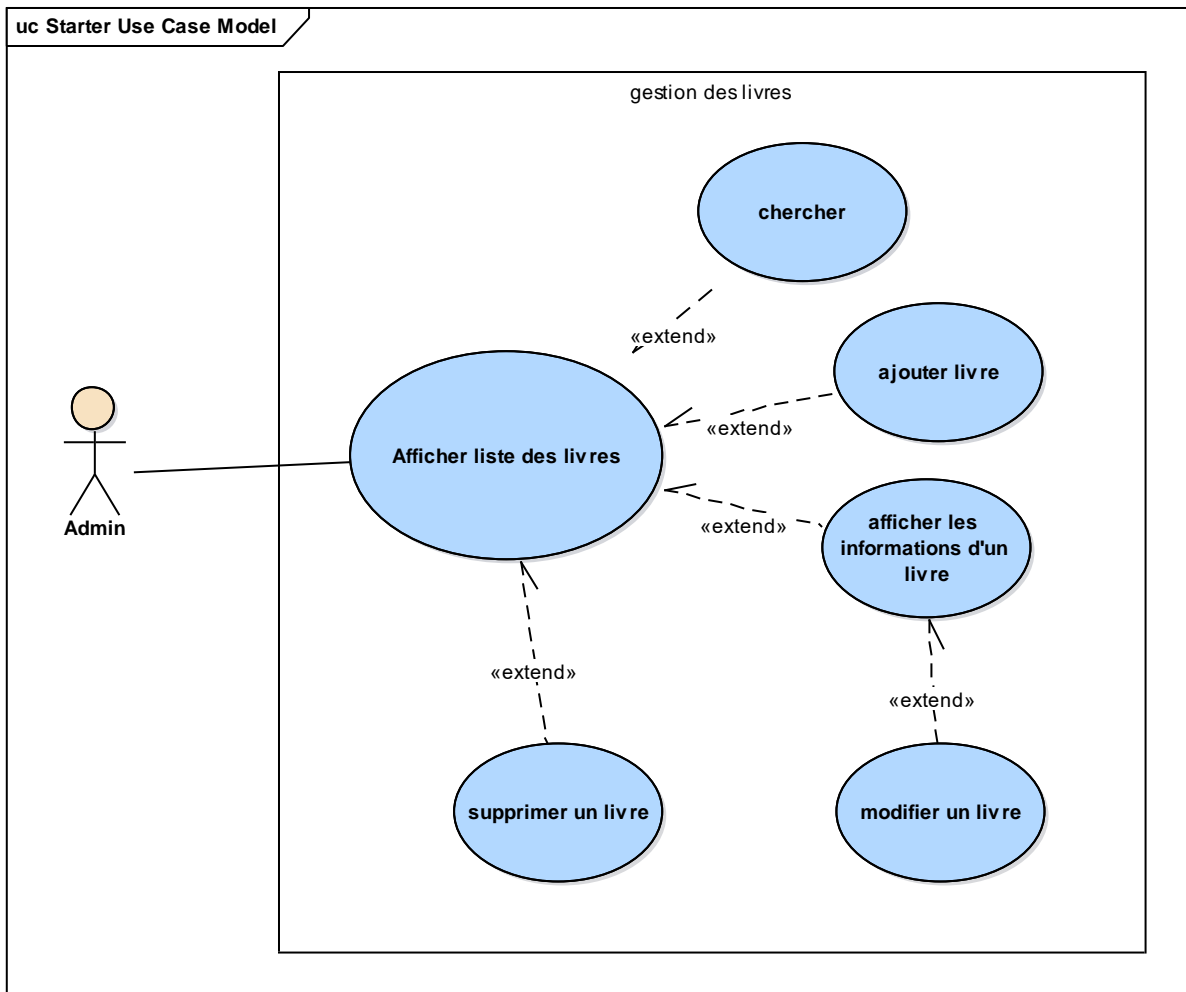 uc Starter Use Case Model
gestion des livres
chercher
«extend»
ajouter livre
«extend»
Afficher liste des livres
Admin
«extend»
afficher les
informations d'un
livre
«extend»
«extend»
supprimer un livre
modifier un livre